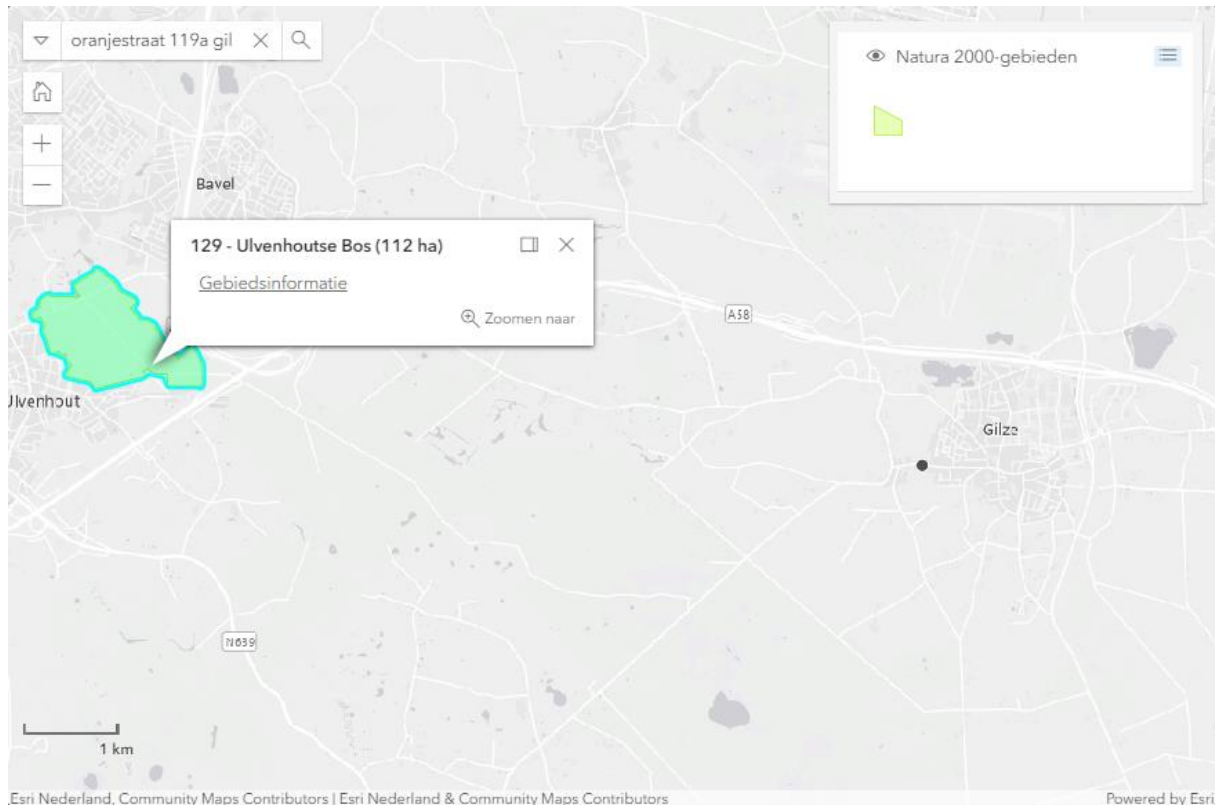 oranjestraat 119a gil
Natura 2000-gebieden
Bavel
129 - Ulvenhoutse Bos (112 ha)
Gebiedsinformatie
Zoomen naar
A58
Ulvenhout
Gilze
N639
1 km
Esri Nederland, Community Maps Contributors | Esri Nederland & Community Maps Contributors
Powered by Esri